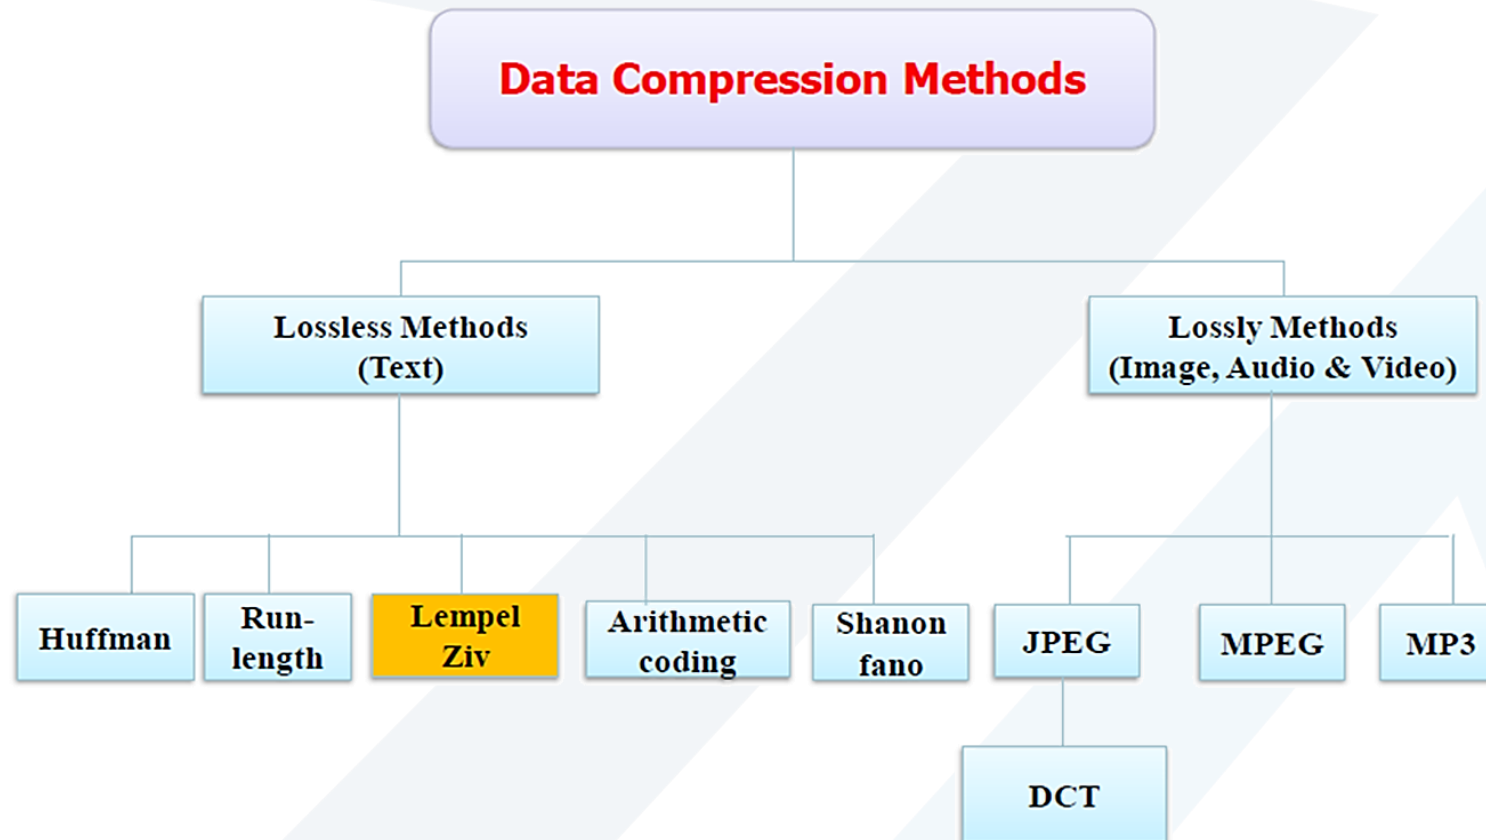 Data Compression Methods
Lossless Methods
(Text)
Lossly Methods
(Image, Audio & Video)
Huffman
Run-
length
Lempel
Ziv
Arithmetic
coding
Shanon
fano
JPEG
MPEG
MP3
DCT